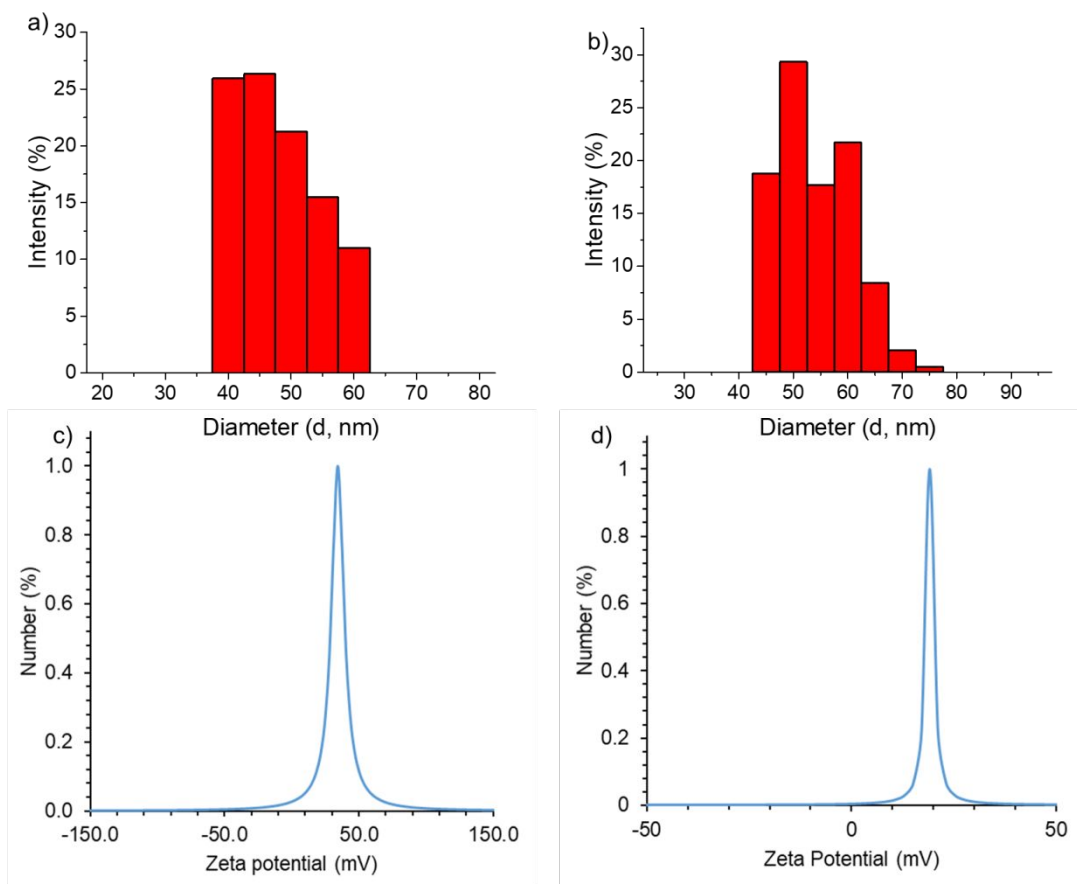 a)
30
25
20
15
10
5
0
Intensity (%)
20 30 40 50 60 70 80
Diameter (d, nm)
b)
30
25
20
15
10
5
0
Intensity (%)
30 40 50 60 70 80 90
Diameter (d, nm)
c)
1.0
0.8
0.6
0.4
0.2
0.0
Number (%)
-150.0 -50.0 50.0 150.0
Zeta potential (mV)
d)
1
0.8
0.6
0.4
0.2
0
Number (%)
-50 0 50
Zeta Potential (mV)